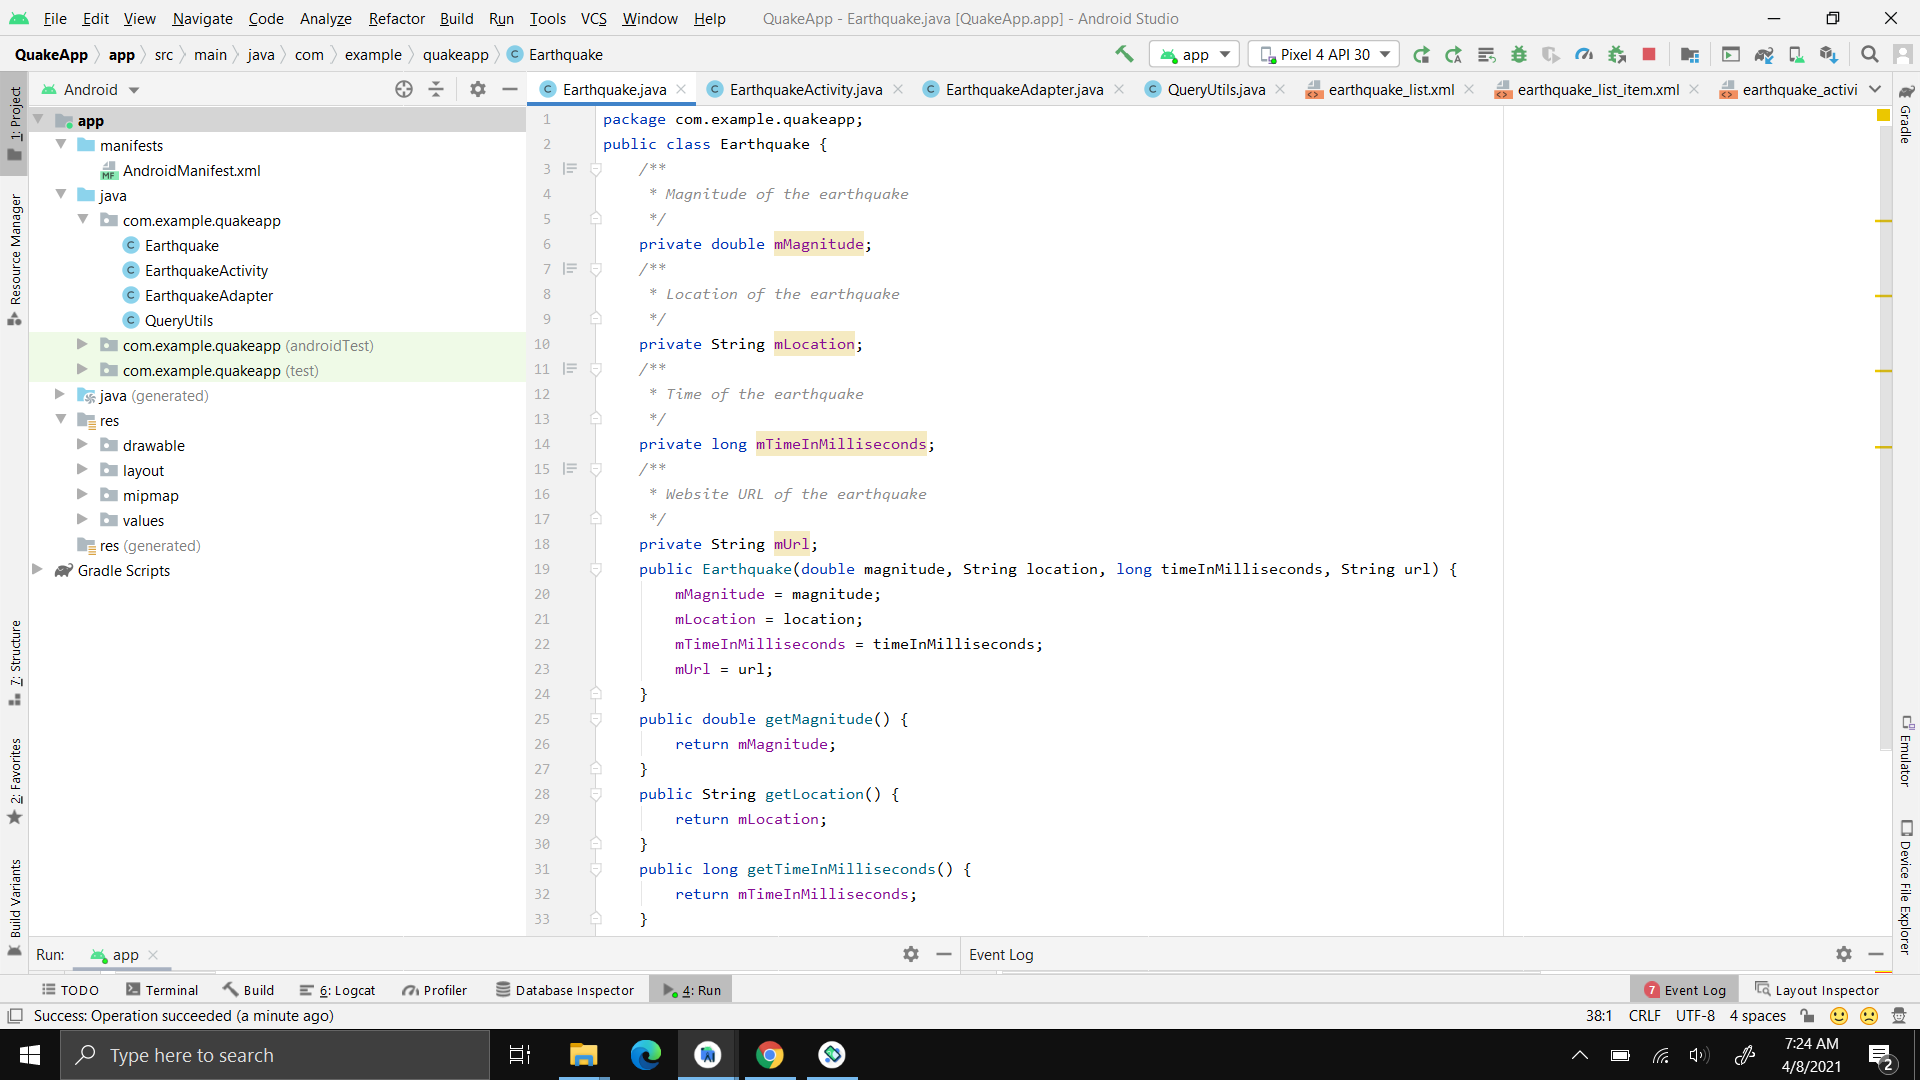 File Edit View Navigate Code Analyze Refactor Build Run Tools VCS Window Help QuakeApp - Earthquake.java [QuakeApp.app] - Android Studio
QuakeApp app src main java com example quakeapp Earthquake app Pixel 4 API 30
Android Earthquake.java EarthquakeActivity.java EarthquakeAdapter.java QueryUtils.java earthquake_list.xml earthquake_list_item.xml earthquake_activi
1: Project
Resource Manager
7: Structure
2: Favorites
Build Variants
app
manifests
AndroidManifest.xml
java
com.example.quakeapp
Earthquake
EarthquakeActivity
EarthquakeAdapter
QueryUtils
com.example.quakeapp (androidTest)
com.example.quakeapp (test)
java (generated)
res
drawable
layout
mipmap
values
res (generated)
Gradle Scripts
1 package com.example.quakeapp;
2 public class Earthquake {
3 /**
4 * Magnitude of the earthquake
5 */
6 private double mMagnitude;
7 /**
8 * Location of the earthquake
9 */
10 private String mLocation;
11 /**
12 * Time of the earthquake
13 */
14 private long mTimeInMilliseconds;
15 /**
16 * Website URL of the earthquake
17 */
18 private String mUrl;
19 public Earthquake(double magnitude, String location, long timeInMilliseconds, String url) {
20 mMagnitude = magnitude;
21 mLocation = location;
22 mTimeInMilliseconds = timeInMilliseconds;
23 mUrl = url;
24 }
25 public double getMagnitude() {
26 return mMagnitude;
27 }
28 public String getLocation() {
29 return mLocation;
30 }
31 public long getTimeInMilliseconds() {
32 return mTimeInMilliseconds;
33 }
Gradle
Emulator
Device File Explorer
Run: app Event Log
TODO Terminal Build 6: Logcat Profiler Database Inspector 4: Run 7 Event Log Layout Inspector
Success: Operation succeeded (a minute ago) 38:1 CRLF UTF-8 4 spaces
Type here to search
7:24 AM
4/8/2021
2